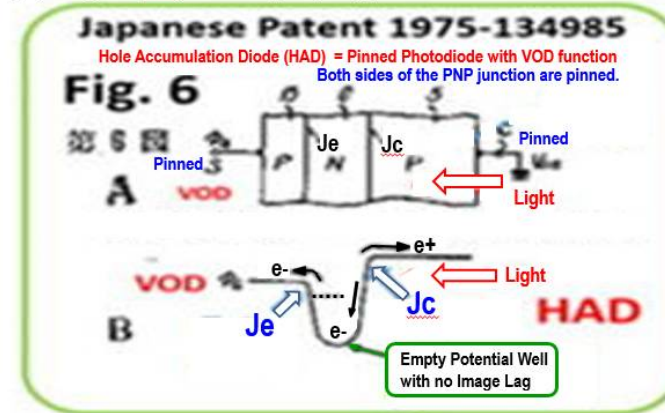 Japanese Patent 1975-134985
Hole Accumulation Diode (HAD) = Pinned Photodiode with VOD function
Both sides of the PNP junction are pinned.
Fig. 6
Je
Jc
Pinned
Pinned
P
N
P
A
VOD
Light
e+
e-
VOD
Light
Je
Jc
HAD
B
e-
Empty Potential Well
with no Image Lag